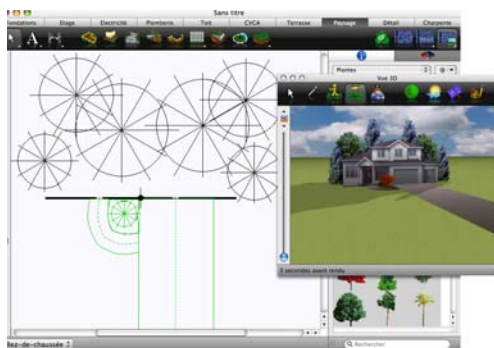 Sans titre
Fondations Etage Electricité Plomberie Toit CVCA Terrasse Paysage Détail Charpente
A
Plantes
Vue 3D
3 secondes avant rendu
Rez-de-chaussée
Rechercher